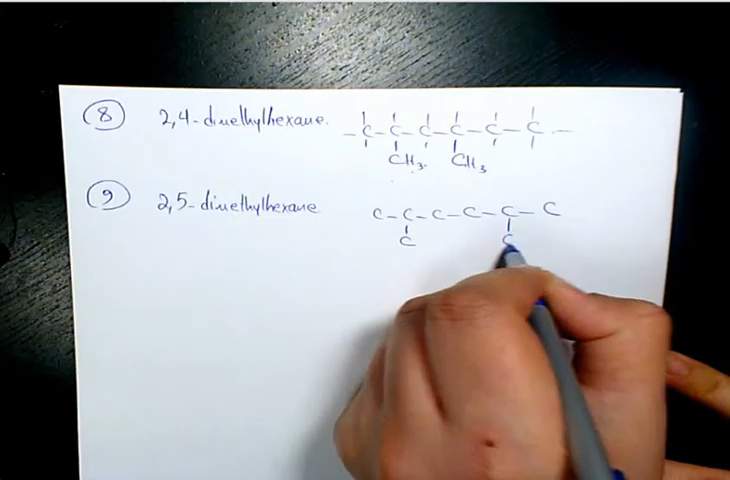 8 2,4-dimethylhexane. -C-C-C-C-C-C-
CH3. CH3
9 2,5-dimethylhexane C-C-C-C-C-C
C C